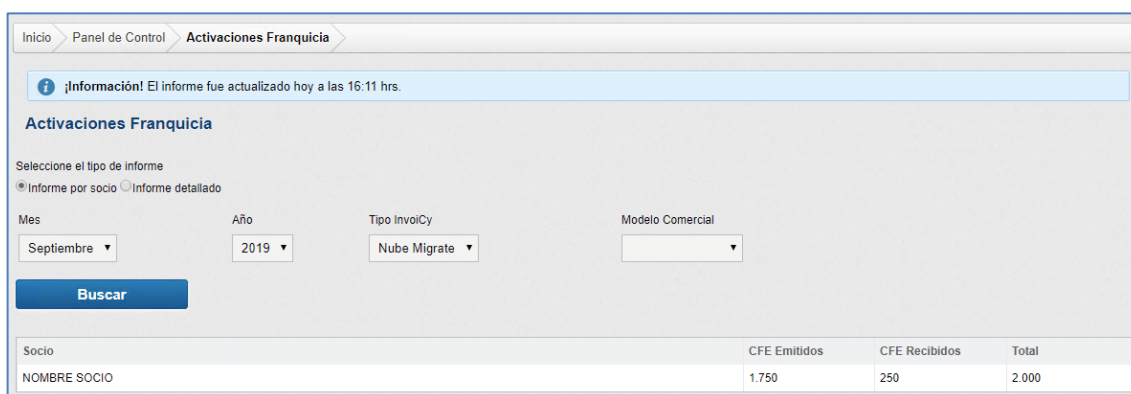 Inicio Panel de Control Activaciones Franquicia
¡Información! El informe fue actualizado hoy a las 16:11 hrs.
Activaciones Franquicia
Seleccione el tipo de informe
Informe por socio Informe detallado
Mes Año Tipo InvoiCy Modelo Comercial
Septiembre 2019 Nube Migrate
Buscar
Socio CFE Emitidos CFE Recibidos Total
NOMBRE SOCIO 1.750 250 2.000